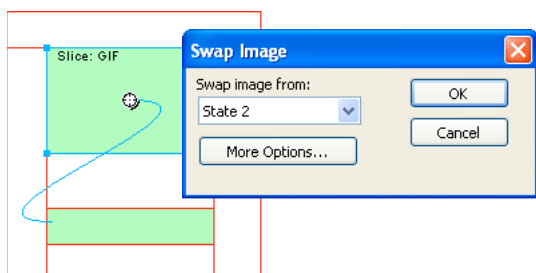 Slice: GIF
Swap Image
Swap image from:
State 2
OK
More Options...
Cancel